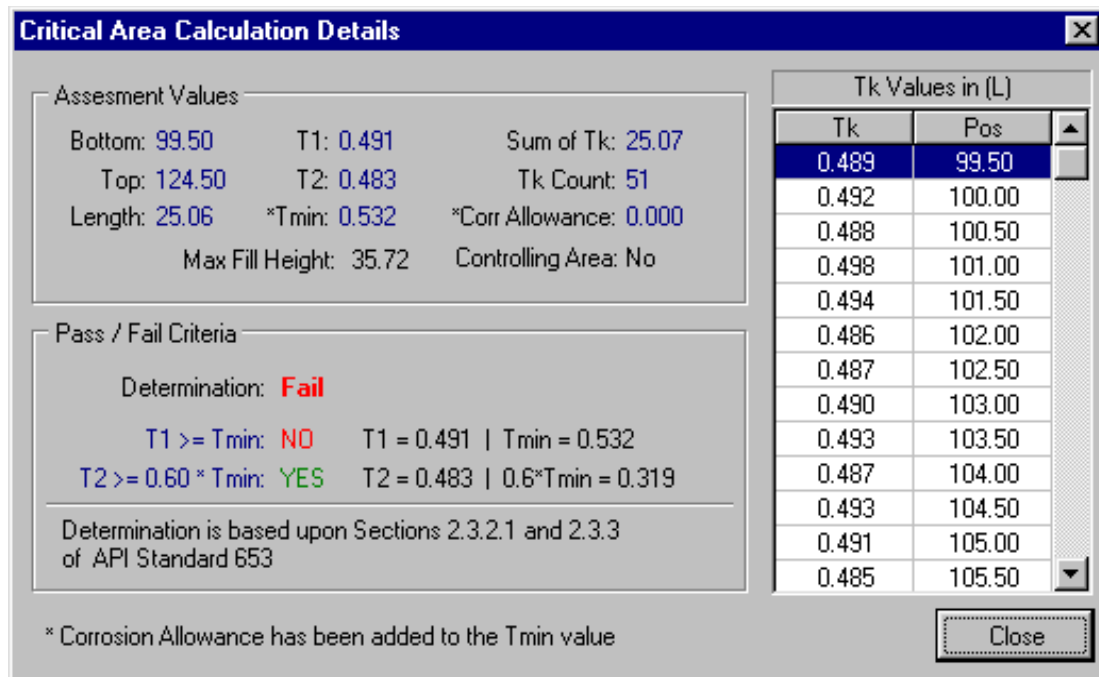 Critical Area Calculation Details
Assesment Values
Bottom: 99.50 T1: 0.491 Sum of Tk: 25.07
Top: 124.50 T2: 0.483 Tk Count: 51
Length: 25.06 *Tmin: 0.532 *Corr Allowance: 0.000
Max Fill Height: 35.72 Controlling Area: No
Pass / Fail Criteria
Determination: Fail
T1 >= Tmin: NO T1 = 0.491 | Tmin = 0.532
T2 >= 0.60 * Tmin: YES T2 = 0.483 | 0.6*Tmin = 0.319
Determination is based upon Sections 2.3.2.1 and 2.3.3
of API Standard 653
* Corrosion Allowance has been added to the Tmin value
Tk Values in (L)
Tk Pos
0.489 99.50
0.492 100.00
0.488 100.50
0.498 101.00
0.494 101.50
0.486 102.00
0.487 102.50
0.490 103.00
0.493 103.50
0.487 104.00
0.493 104.50
0.491 105.00
0.485 105.50
Close